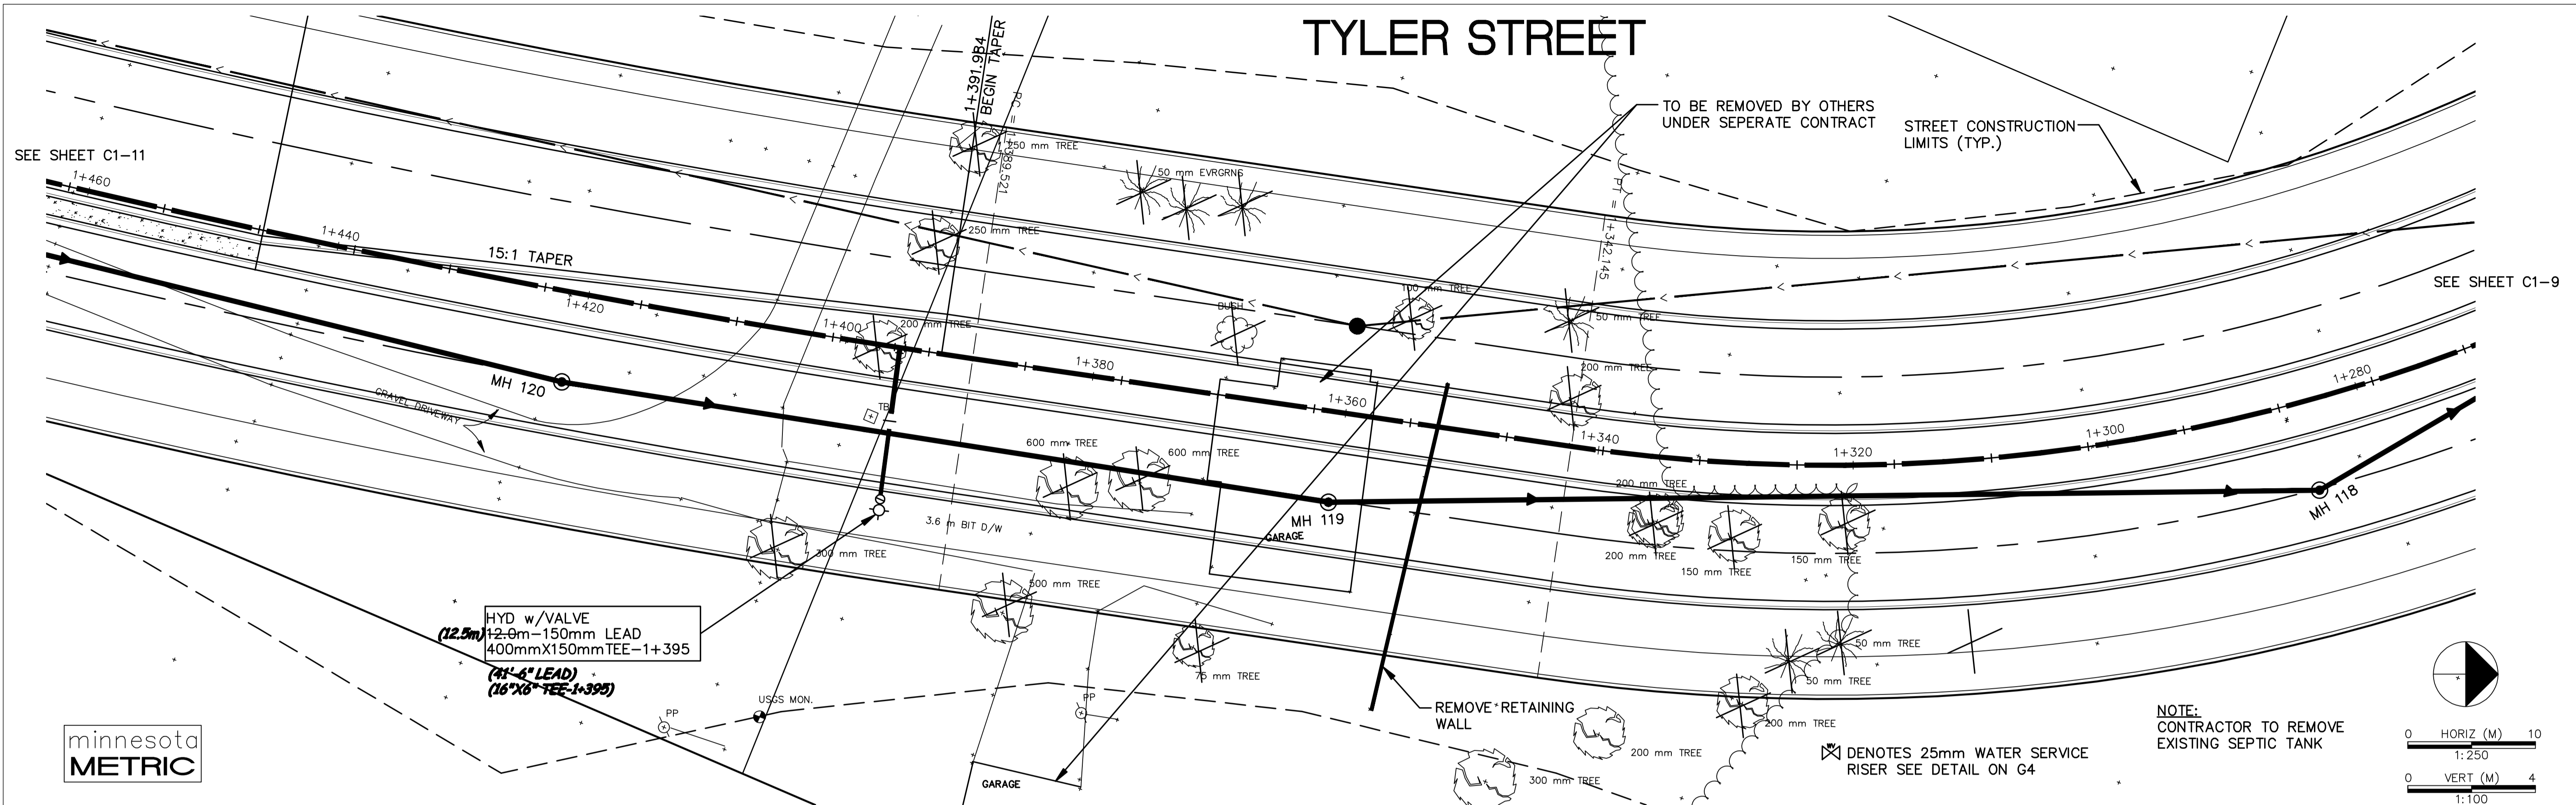 TYLER STREET
1+391.984
BEGIN TAPER
PC = 1+389.521
250 mm TREE
TO BE REMOVED BY OTHERS
UNDER SEPERATE CONTRACT
STREET CONSTRUCTION
LIMITS (TYP.)
SEE SHEET C1-11
1+460
50 mm EVRGRNS
PT = 1+342.145
1+440
15:1 TAPER
250 mm TREE
SEE SHEET C1-9
1+420
1+400
200 mm TREE
BUSH
100 mm TREE
50 mm TREE
1+380
200 mm TREE
1+360
1+340
1+320
1+300
1+280
MH 120
GRAVEL DRIVEWAY
TB
600 mm TREE
600 mm TREE
200 mm TREE
MH 118
3.6 m BIT D/W
MH 119
GARAGE
300 mm TREE
200 mm TREE
150 mm TREE
150 mm TREE
500 mm TREE
HYD w/VALVE
(12.5m) 12.0m-150mm LEAD
400mmX150mmTEE-1+395
(41'-6" LEAD)
(16"X6" TEE-1+395)
75 mm TREE
50 mm TREE
50 mm TREE
USGS MON.
PP
PP
REMOVE RETAINING
WALL
200 mm TREE
200 mm TREE
300 mm TREE
GARAGE
minnesota
METRIC
WV DENOTES 25mm WATER SERVICE
RISER SEE DETAIL ON G4
NOTE:
CONTRACTOR TO REMOVE
EXISTING SEPTIC TANK
0 HORIZ (M) 10
1:250
0 VERT (M) 4
1:100